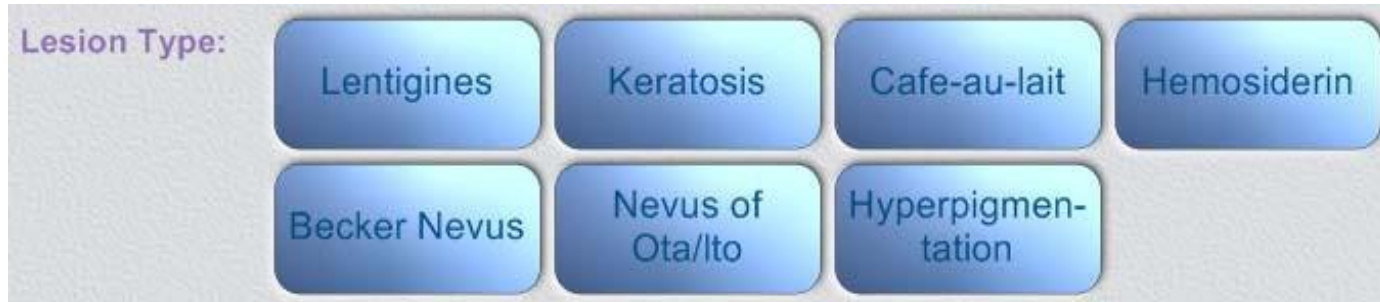 Lesion Type:
Lentigines
Keratosis
Cafe-au-lait
Hemosiderin
Becker Nevus
Nevus of
Ota/Ito
Hyperpigmen-
tation